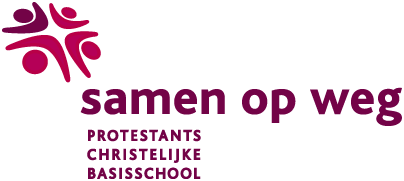 samen op weg
PROTESTANTS
CHRISTELIJKE
BASISSCHOOL